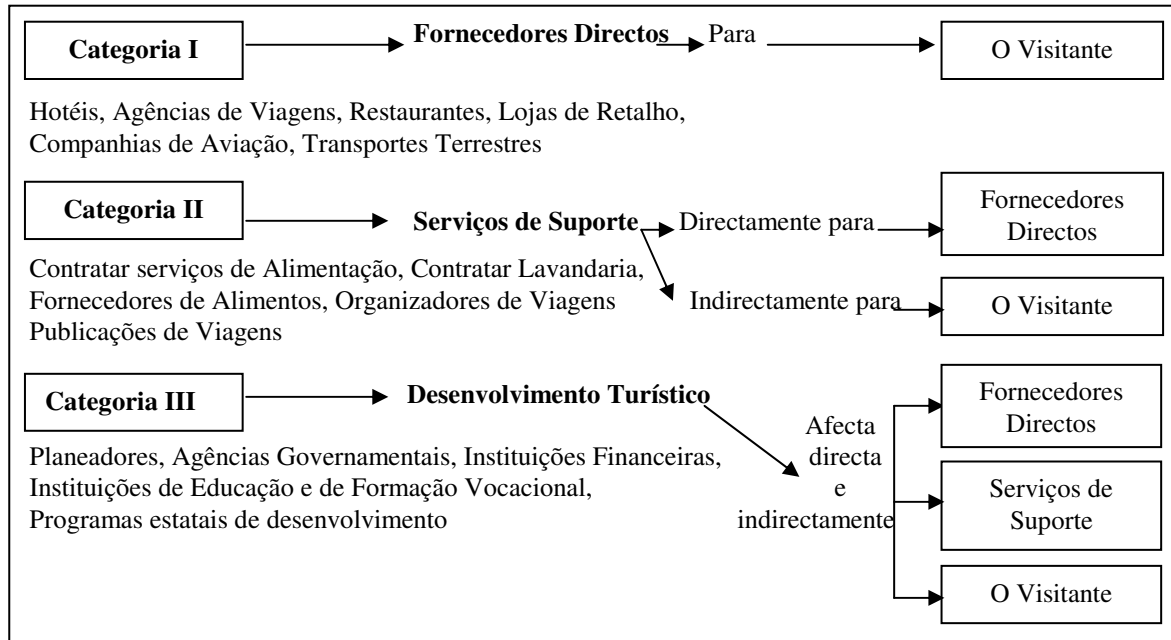 Categoria I
Fornecedores Directos
Para
O Visitante
Hotéis, Agências de Viagens, Restaurantes, Lojas de Retalho,
Companhias de Aviação, Transportes Terrestres
Categoria II
Serviços de Suporte
Directamente para
Fornecedores
Directos
Contratar serviços de Alimentação, Contratar Lavandaria,
Fornecedores de Alimentos, Organizadores de Viagens
Publicações de Viagens
Indirectamente para
O Visitante
Categoria III
Desenvolvimento Turístico
Planeadores, Agências Governamentais, Instituições Financeiras,
Instituições de Educação e de Formação Vocacional,
Programas estatais de desenvolvimento
Afecta
directa
e
indirectamente
Fornecedores
Directos
Serviços de
Suporte
O Visitante